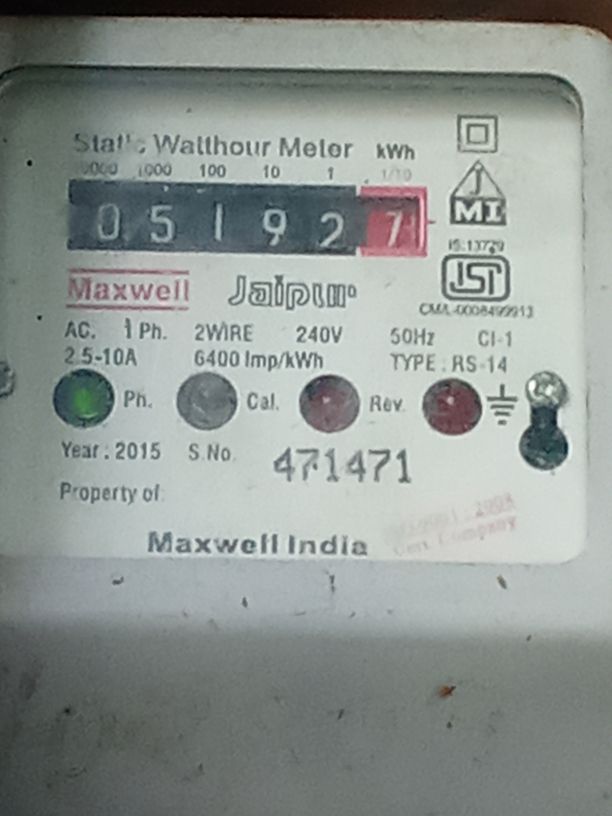 Static Watthour Meter kWh
1000 100 10 1 1/10
0 5 1 9 2 7
MI
IS:13779
ISI
Maxwell Jaipur
AC. 1 Ph. 2WIRE 240V 50Hz Cl-1
2.5-10A 6400 Imp/kWh TYPE : RS-14
Ph. Cal. Rev.
Year : 2015 S.No. 471471
Property of
Maxwell India
Company